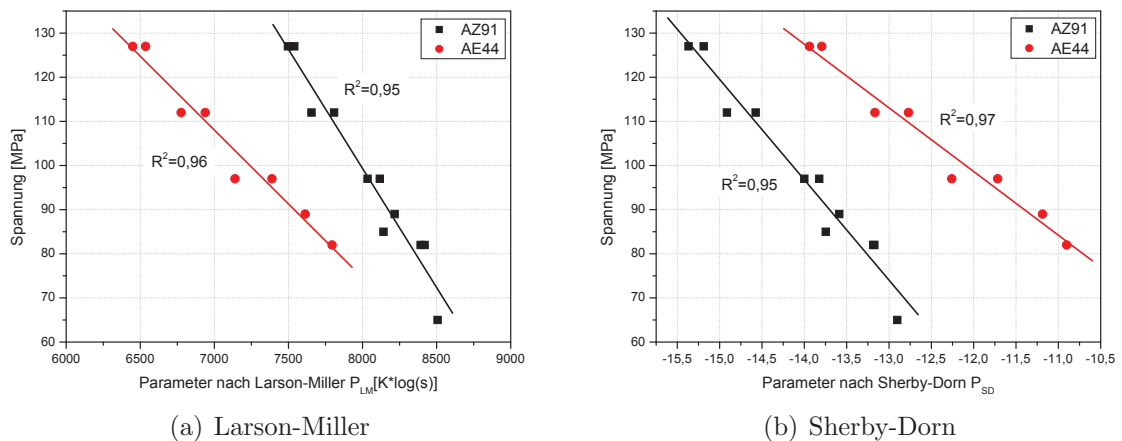 130
120
110
100
90
80
70
60
Spannung [MPa]
AZ91
AE44
R²=0,95
R²=0,96
6000 6500 7000 7500 8000 8500 9000
Parameter nach Larson-Miller P_LM[K*log(s)]
(a) Larson-Miller
130
120
110
100
90
80
70
60
Spannung [MPa]
AZ91
AE44
R²=0,97
R²=0,95
-15,5 -15,0 -14,5 -14,0 -13,5 -13,0 -12,5 -12,0 -11,5 -11,0 -10,5
Parameter nach Sherby-Dorn P_SD
(b) Sherby-Dorn